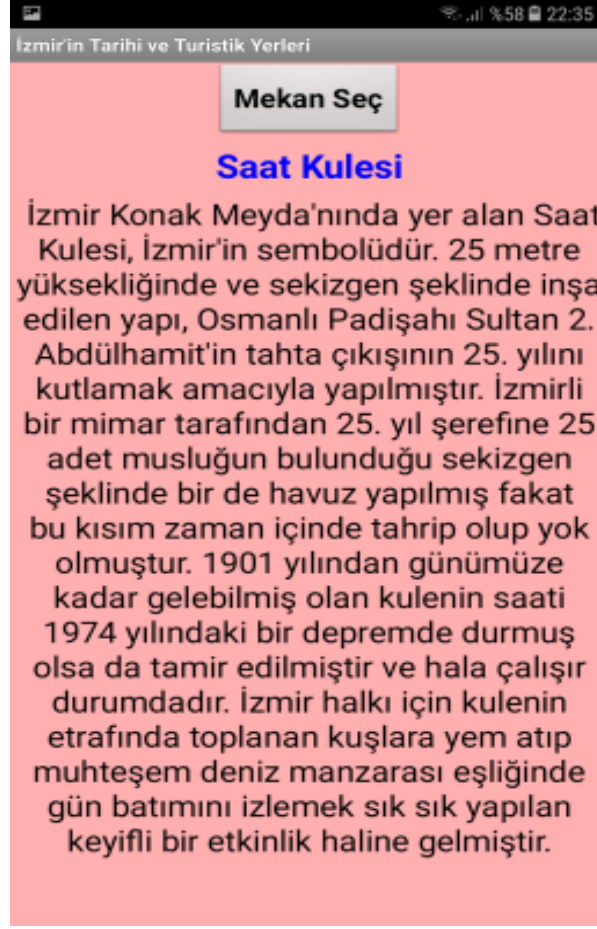 %58 22:35
İzmir'in Tarihi ve Turistik Yerleri
Mekan Seç
Saat Kulesi
İzmir Konak Meyda'nında yer alan Saat
Kulesi, İzmir'in sembolüdür. 25 metre
yüksekliğinde ve sekizgen şeklinde inşa
edilen yapı, Osmanlı Padişahı Sultan 2.
Abdülhamit'in tahta çıkışının 25. yılını
kutlamak amacıyla yapılmıştır. İzmirli
bir mimar tarafından 25. yıl şerefine 25
adet musluğun bulunduğu sekizgen
şeklinde bir de havuz yapılmış fakat
bu kısım zaman içinde tahrip olup yok
olmuştur. 1901 yılından günümüze
kadar gelebilmiş olan kulenin saati
1974 yılındaki bir depremde durmuş
olsa da tamir edilmiştir ve hala çalışır
durumdadır. İzmir halkı için kulenin
etrafında toplanan kuşlara yem atıp
muhteşem deniz manzarası eşliğinde
gün batımını izlemek sık sık yapılan
keyifli bir etkinlik haline gelmiştir.